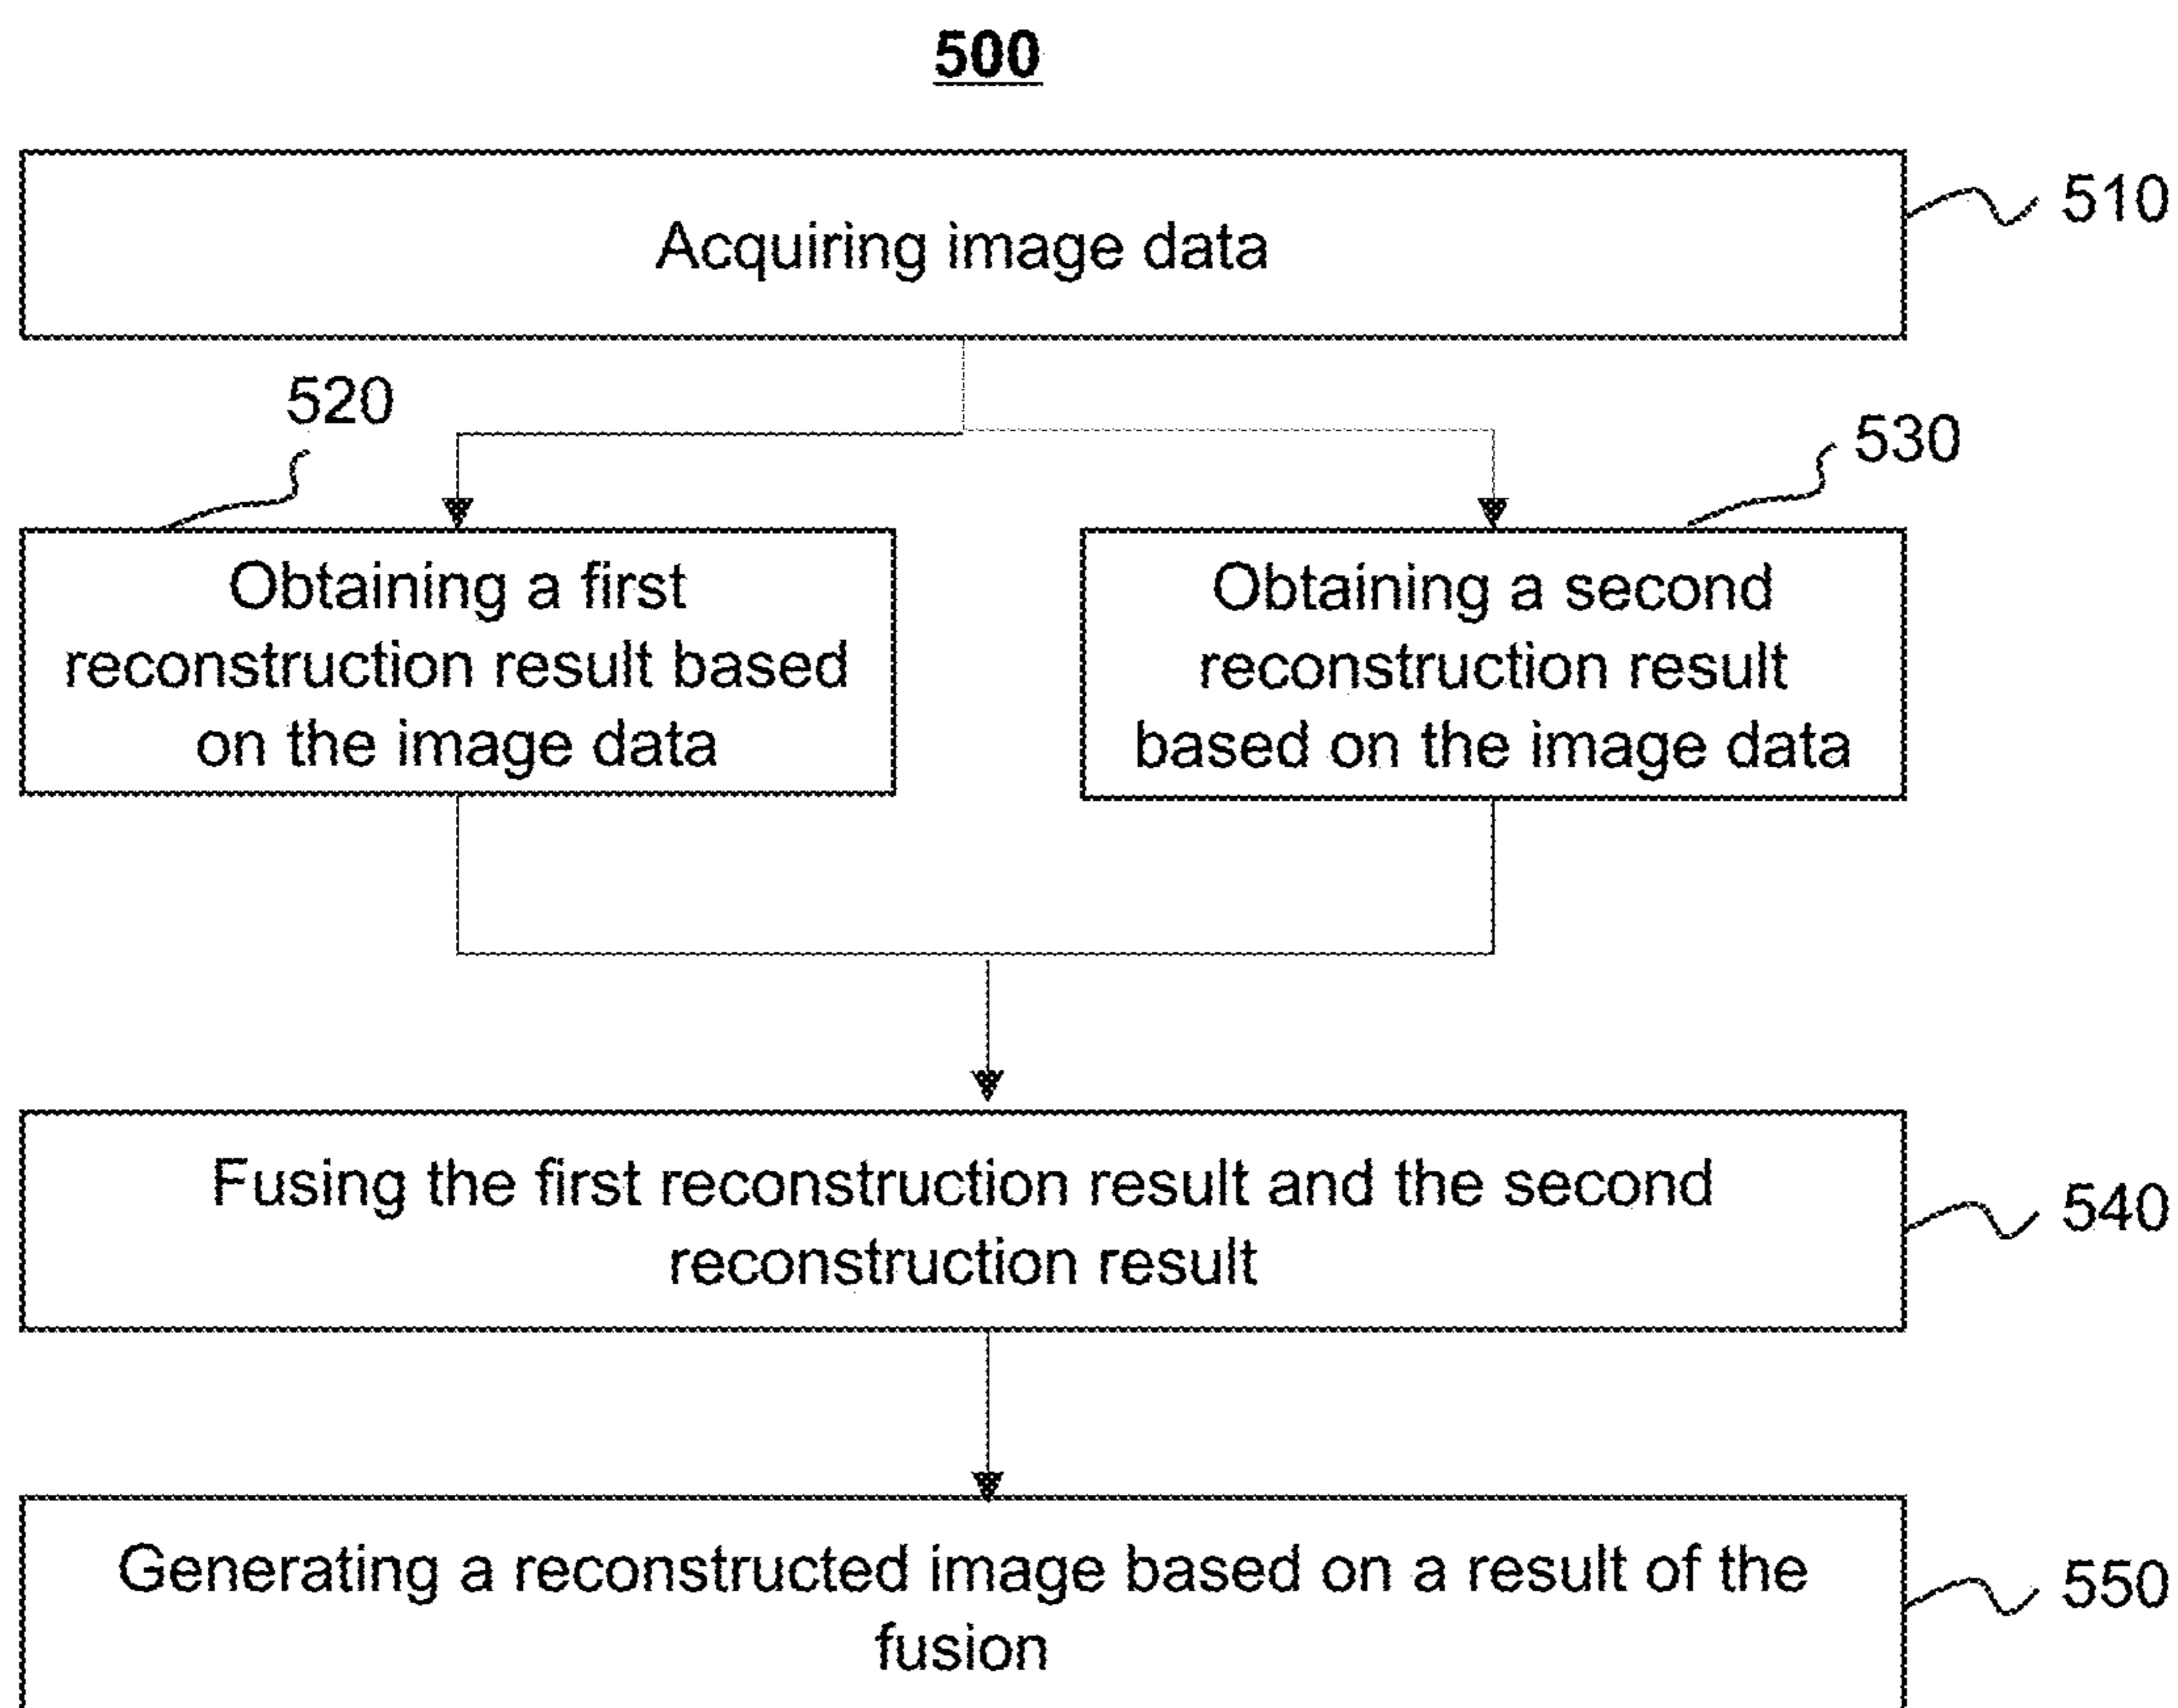 500
Acquiring image data
510
520
530
Obtaining a first
reconstruction result based
on the image data
Obtaining a second
reconstruction result
based on the image data
Fusing the first reconstruction result and the second
reconstruction result
540
Generating a reconstructed image based on a result of the
fusion
550